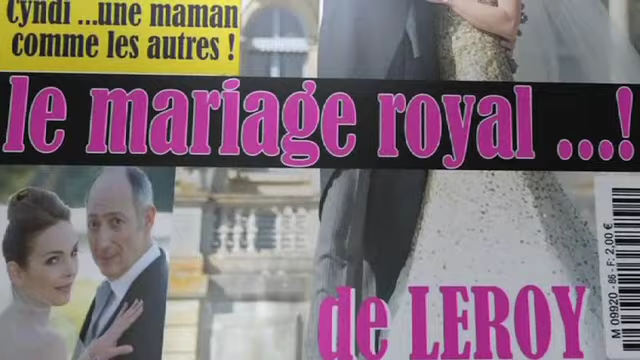 Cyndi ...une maman
comme les autres !
le mariage royal ...!
de LEROY
M 09920 - 86 - F: 2,00 €